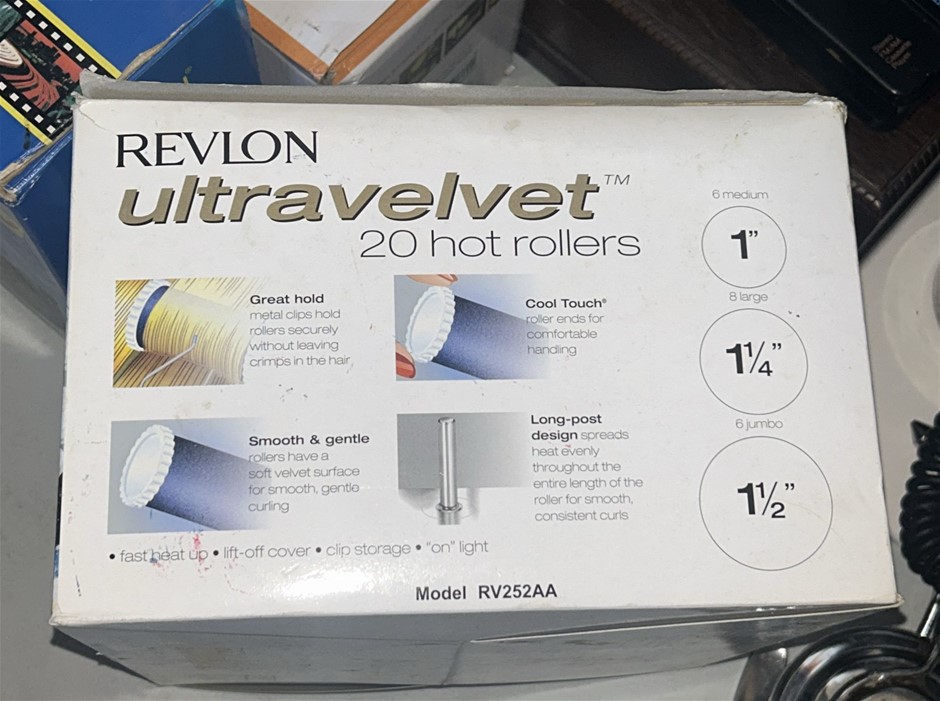 REVLON
ultravelvet™
20 hot rollers
Great hold
metal clips hold
rollers securely
without leaving
crimps in the hair
Cool Touch®
roller ends for
comfortable
handling
Smooth & gentle
rollers have a
soft velvet surface
for smooth, gentle
curling
Long-post
design spreads
heat evenly
throughout the
entire length of the
roller for smooth,
consistent curls
6 medium
1"
8 large
1¼"
6 jumbo
1½"
• fast heat up • lift-off cover • clip storage • "on" light
Model RV252AA